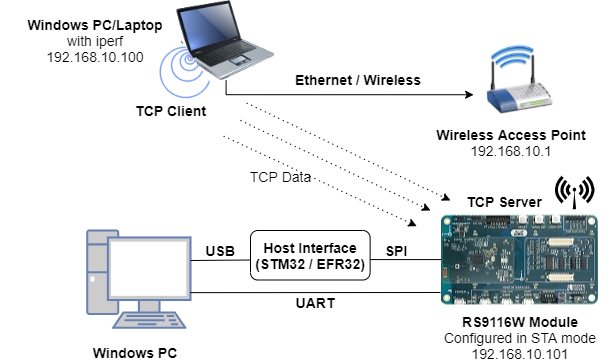 Windows PC/Laptop
with iperf
192.168.10.100
TCP Client
Ethernet / Wireless
Wireless Access Point
192.168.10.1
TCP Data
TCP Server
USB
Host Interface
(STM32 / EFR32)
SPI
UART
Windows PC
RS9116W Module
Configured in STA mode
192.168.10.101